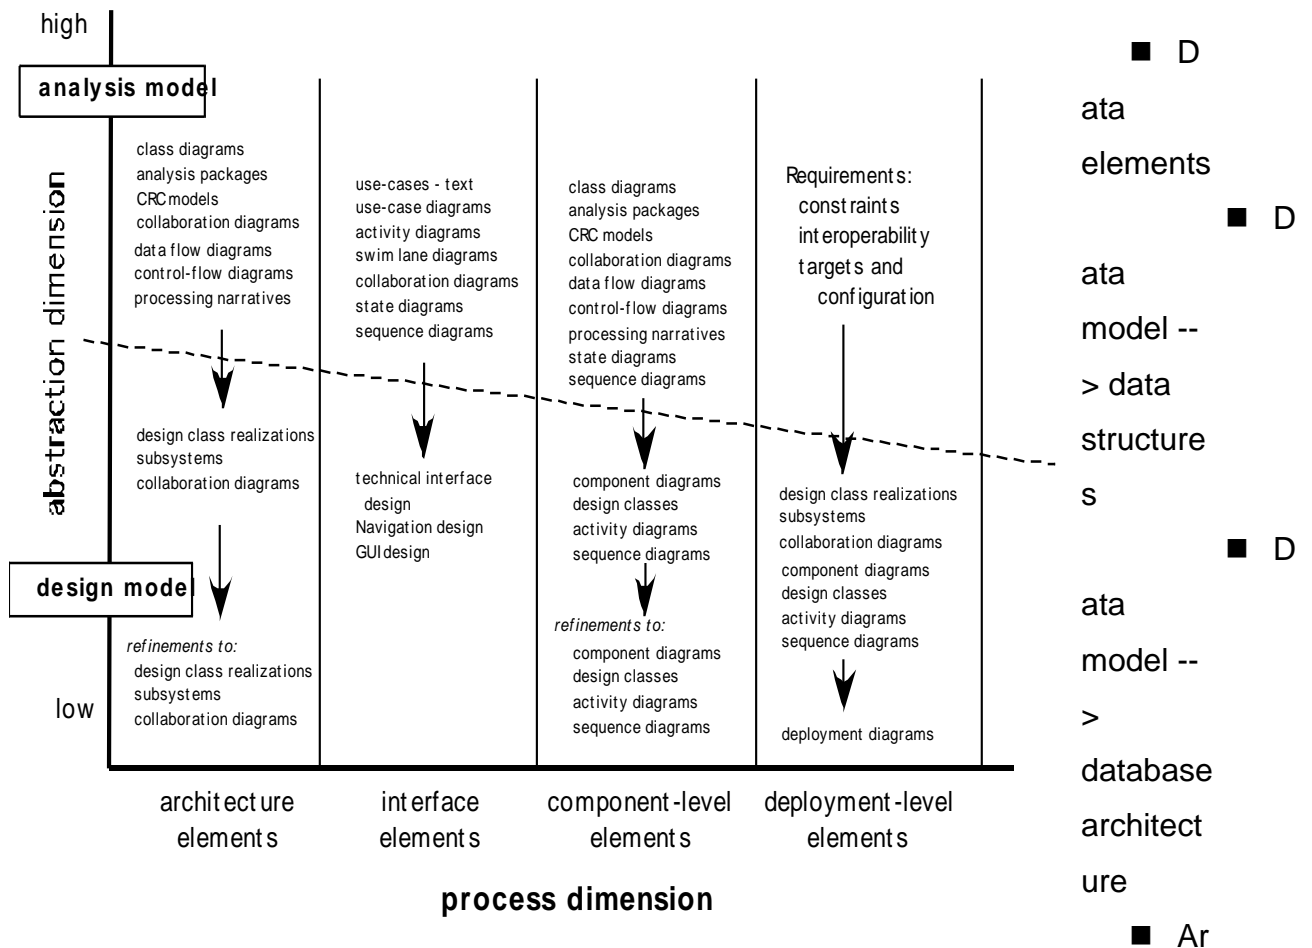 high
analysis model
abstraction dimension
design model
low
class diagrams
analysis packages
CRC models
collaboration diagrams
data flow diagrams
control-flow diagrams
processing narratives
design class realizations
subsystems
collaboration diagrams
refinements to:
design class realizations
subsystems
collaboration diagrams
use-cases - text
use-case diagrams
activity diagrams
swim lane diagrams
collaboration diagrams
state diagrams
sequence diagrams
technical interface
design
Navigation design
GUI design
class diagrams
analysis packages
CRC models
collaboration diagrams
data flow diagrams
control-flow diagrams
processing narratives
state diagrams
sequence diagrams
component diagrams
design classes
activity diagrams
sequence diagrams
refinements to:
component diagrams
design classes
activity diagrams
sequence diagrams
Requirements:
constraints
interoperability
targets and
configuration
design class realizations
subsystems
collaboration diagrams
component diagrams
design classes
activity diagrams
sequence diagrams
deployment diagrams
architecture
elements
interface
elements
component-level
elements
deployment-level
elements
process dimension
■ D
ata
elements
■ D
ata
model --
> data
structure
s
■ D
ata
model --
>
database
architect
ure
■ Ar